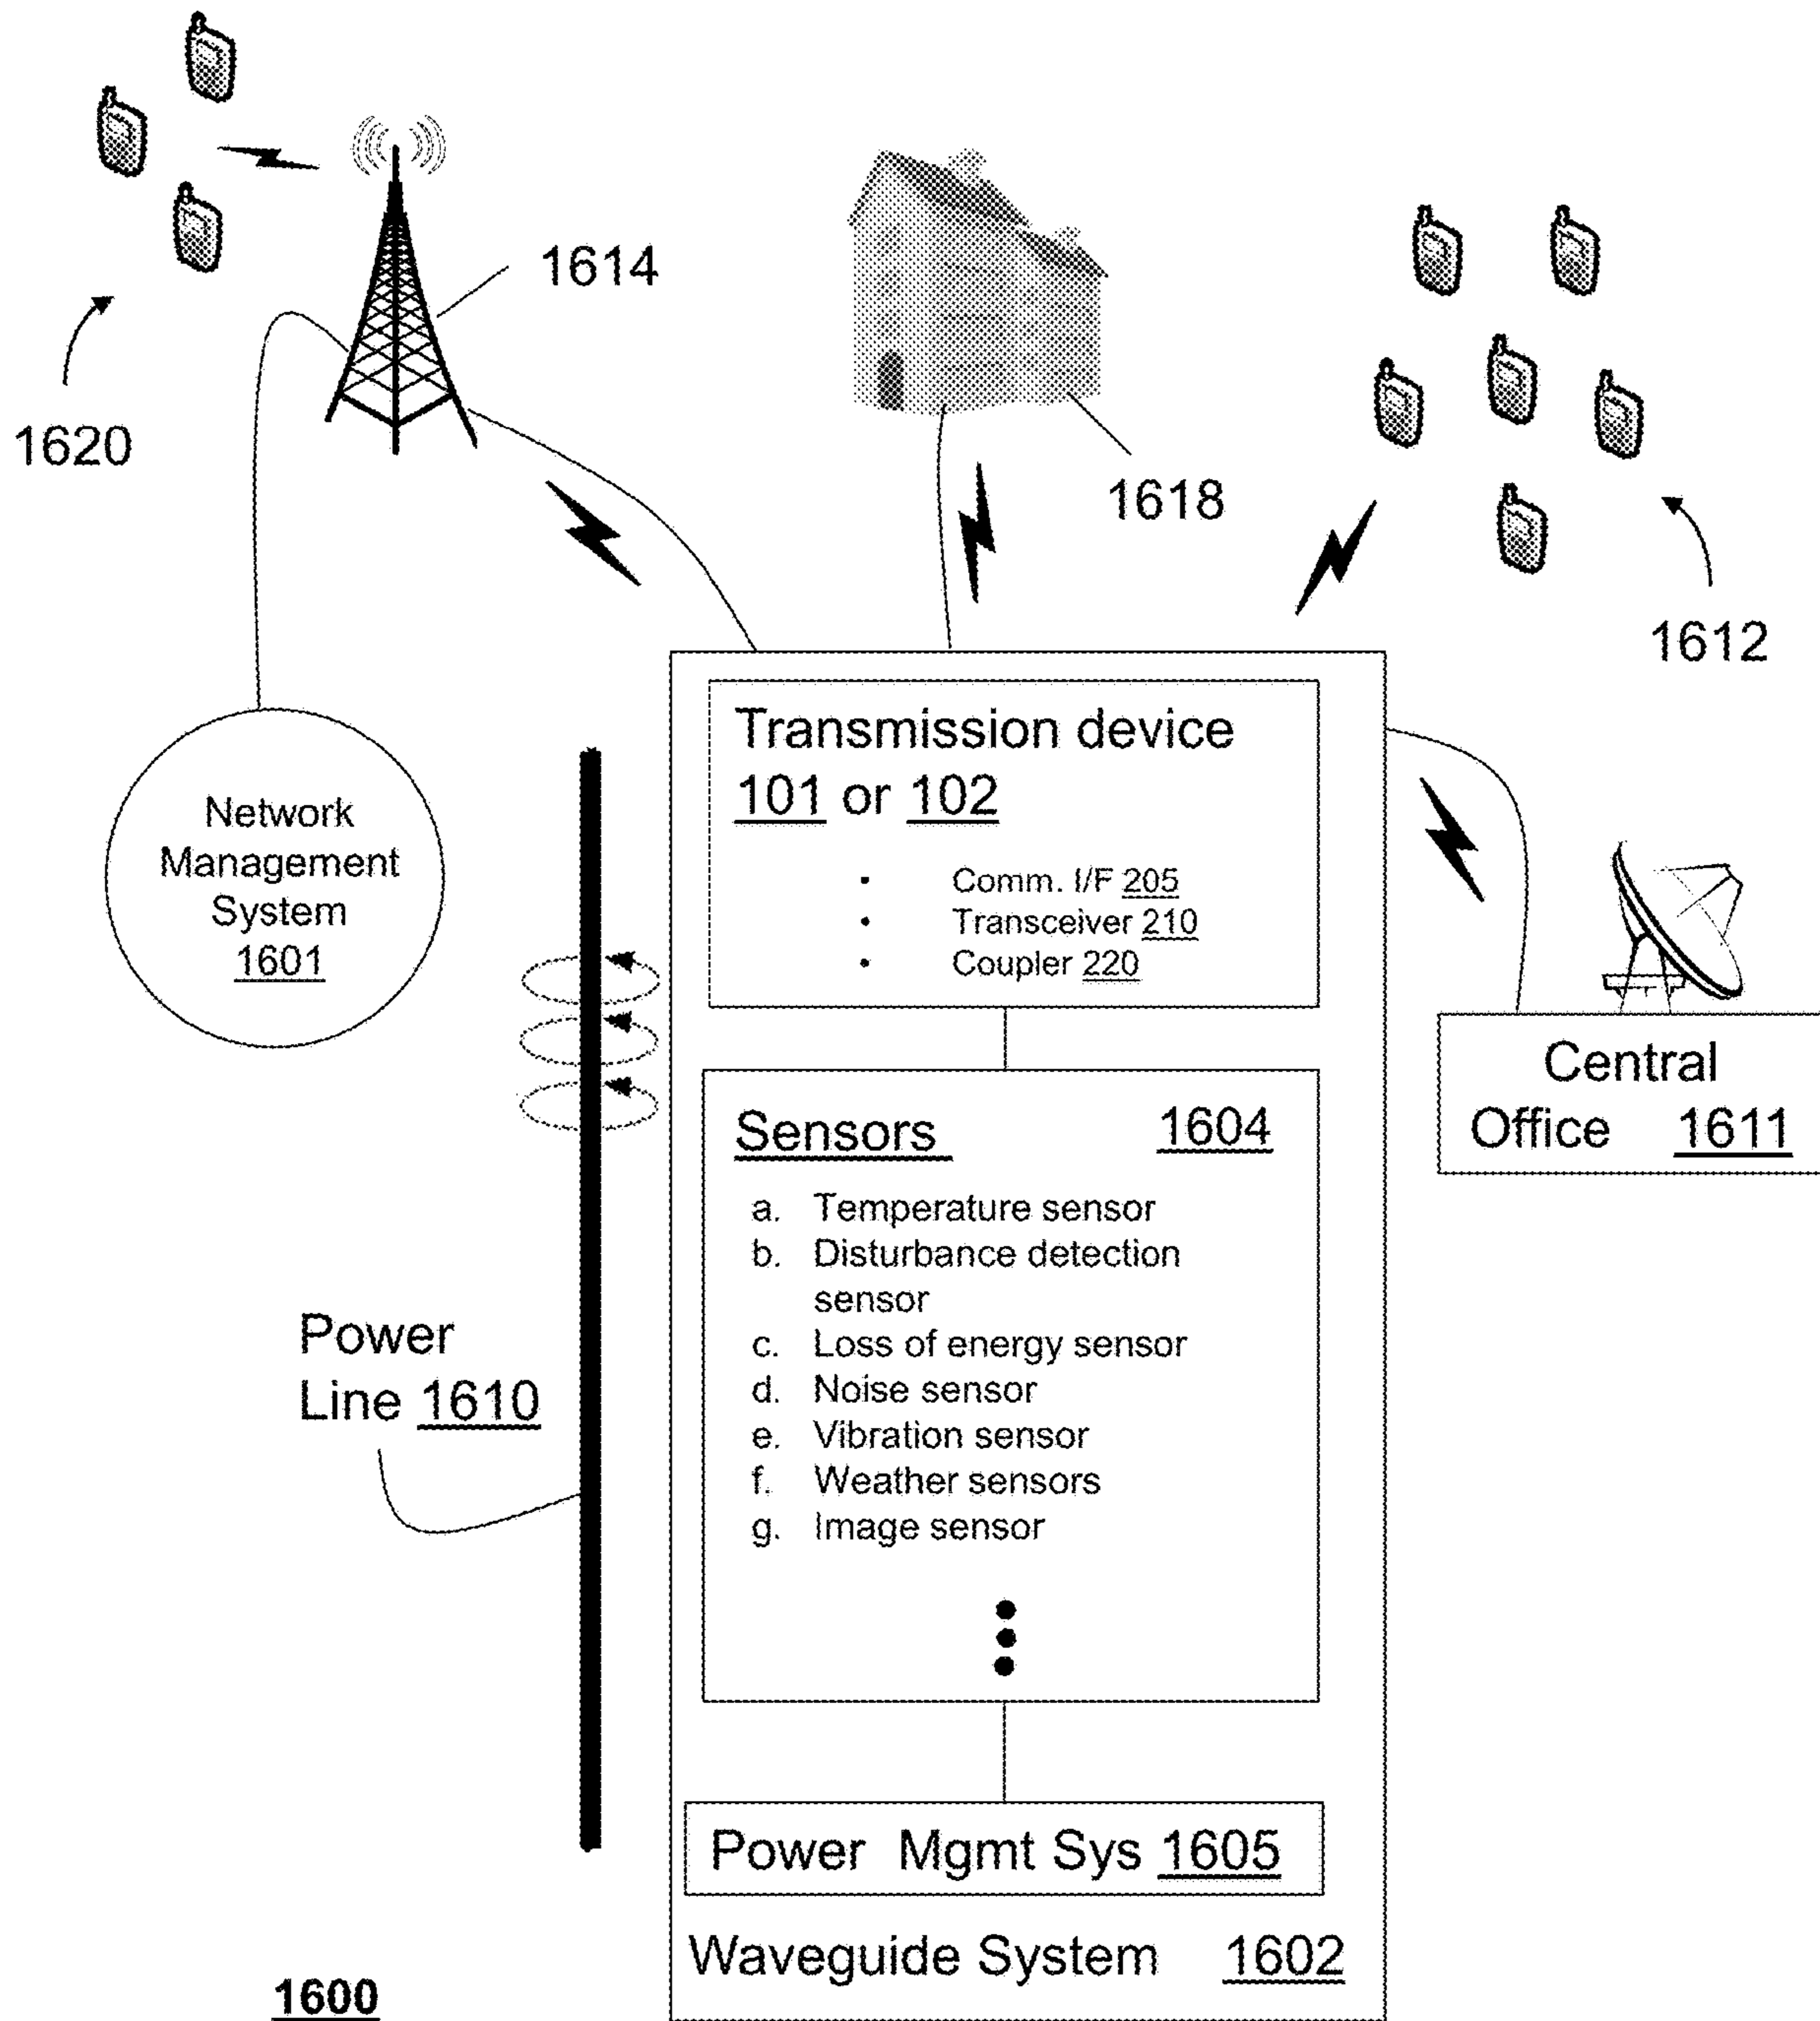 1614
1620
1618
1612
Network
Management
System
1601
Transmission device
101 or 102
• Comm. I/F 205
• Transceiver 210
• Coupler 220
Central
Office 1611
Sensors 1604
a. Temperature sensor
b. Disturbance detection
sensor
c. Loss of energy sensor
d. Noise sensor
e. Vibration sensor
f. Weather sensors
g. Image sensor
Power
Line 1610
Power Mgmt Sys 1605
Waveguide System 1602
1600